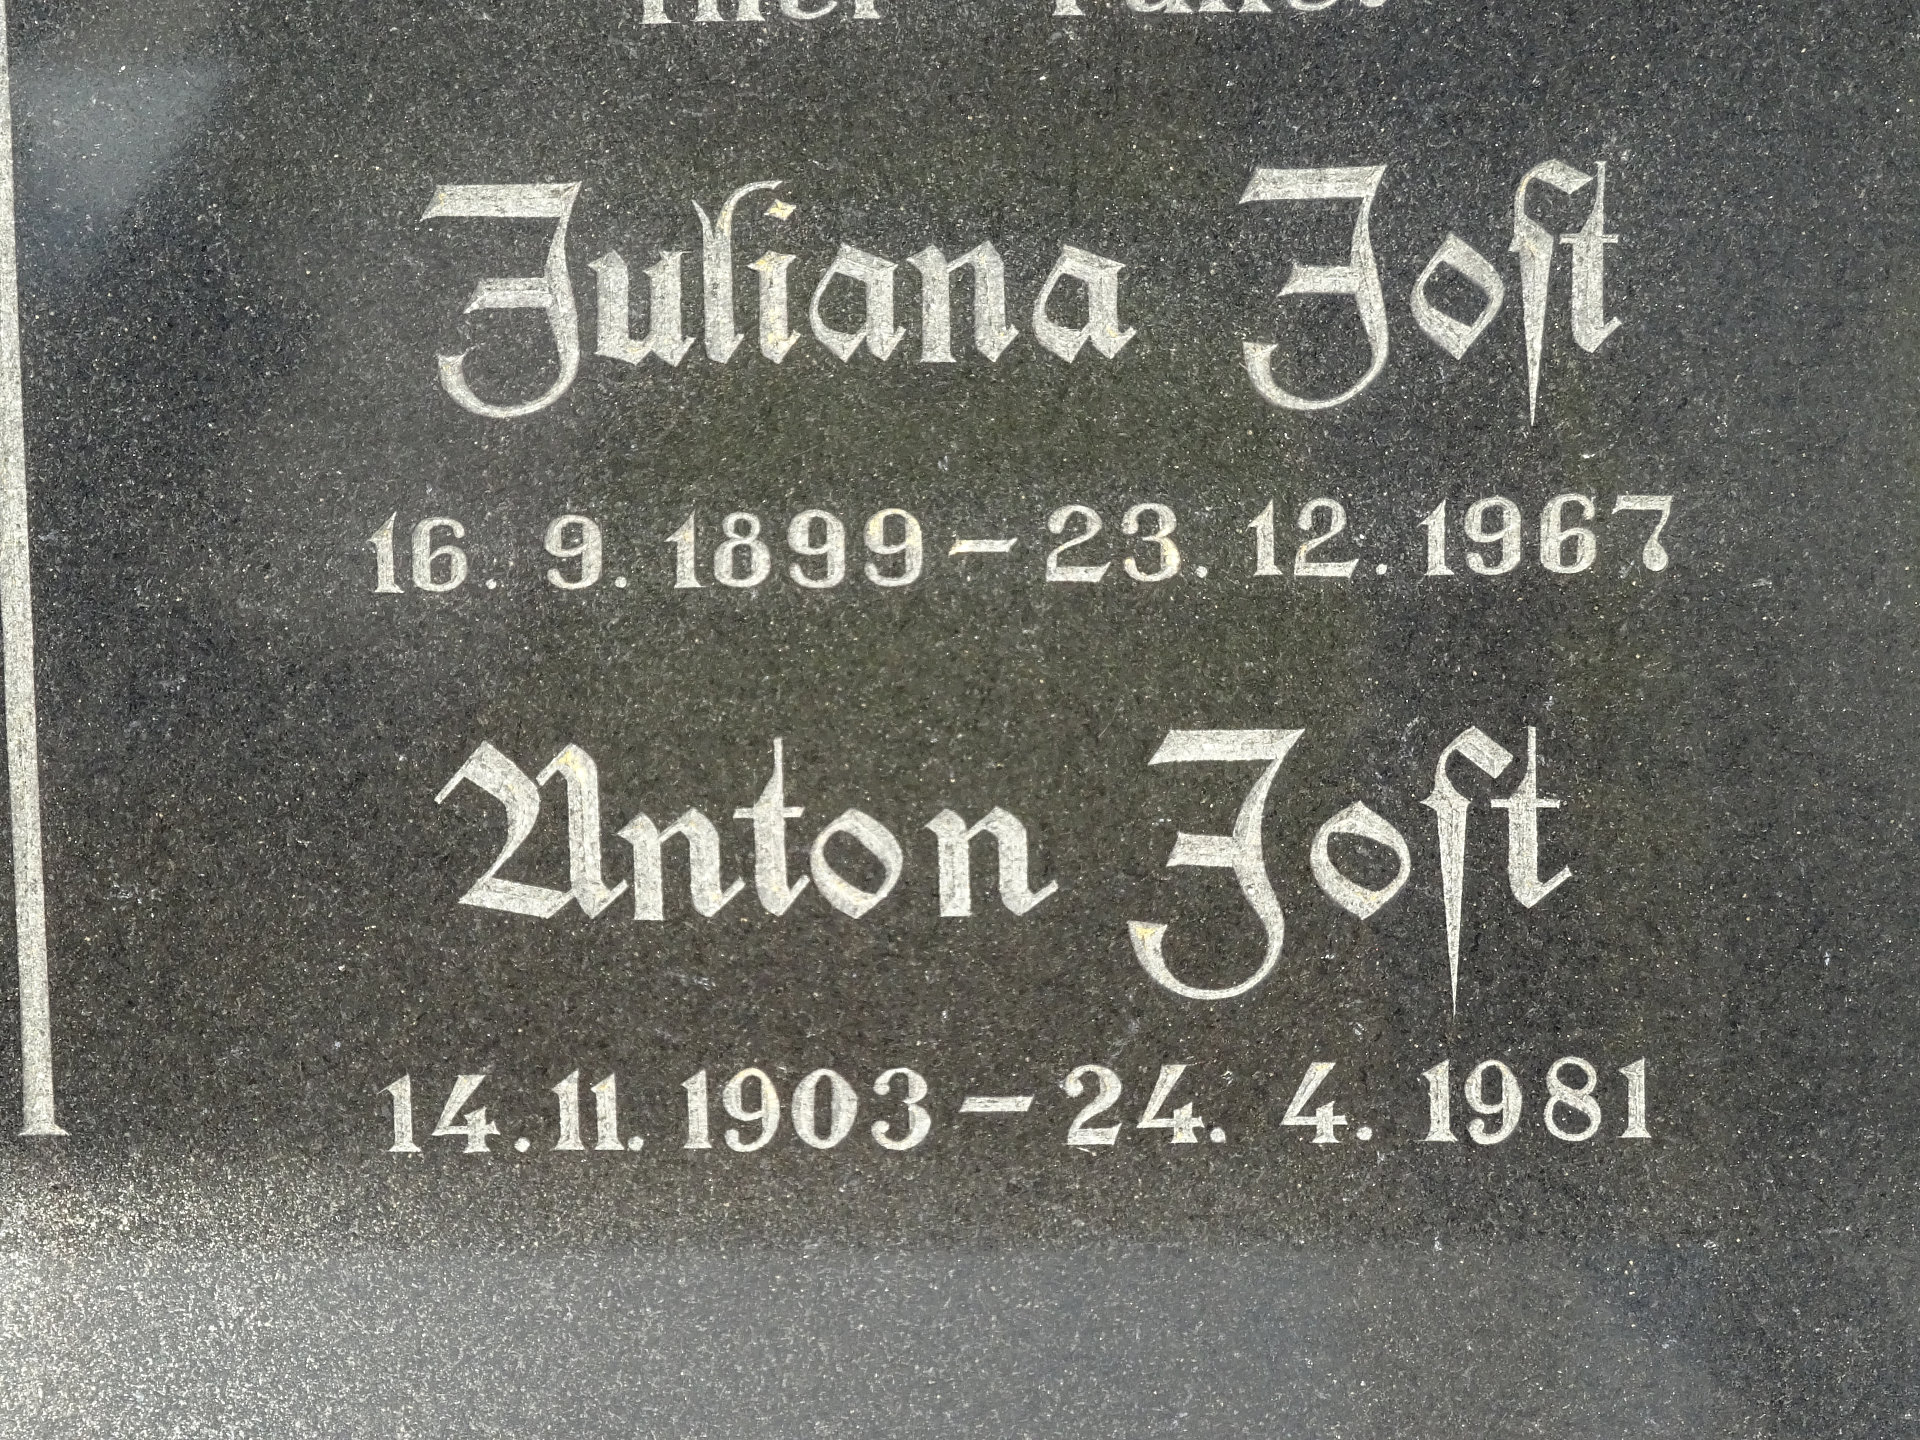 Juliana Joſt
16. 9. 1899 – 23. 12. 1967
Anton Joſt
14. 11. 1903 – 24. 4. 1981